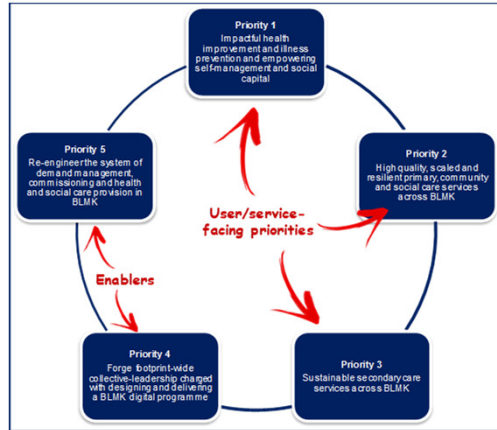 Priority 1
Impactful health
improvement and illness
prevention and empowering
self-management and social
capital
Priority 5
Re-engineer the system of
demand management,
commissioning and health
and social care provision in
BLMK
Priority 2
High quality, scaled and
resilient primary, community
and social care services
across BLMK
User/service-
facing priorities
Enablers
Priority 4
Forge footprint-wide
collective-leadership charged
with designing and delivering
a BLMK digital programme
Priority 3
Sustainable secondary care
services across BLMK